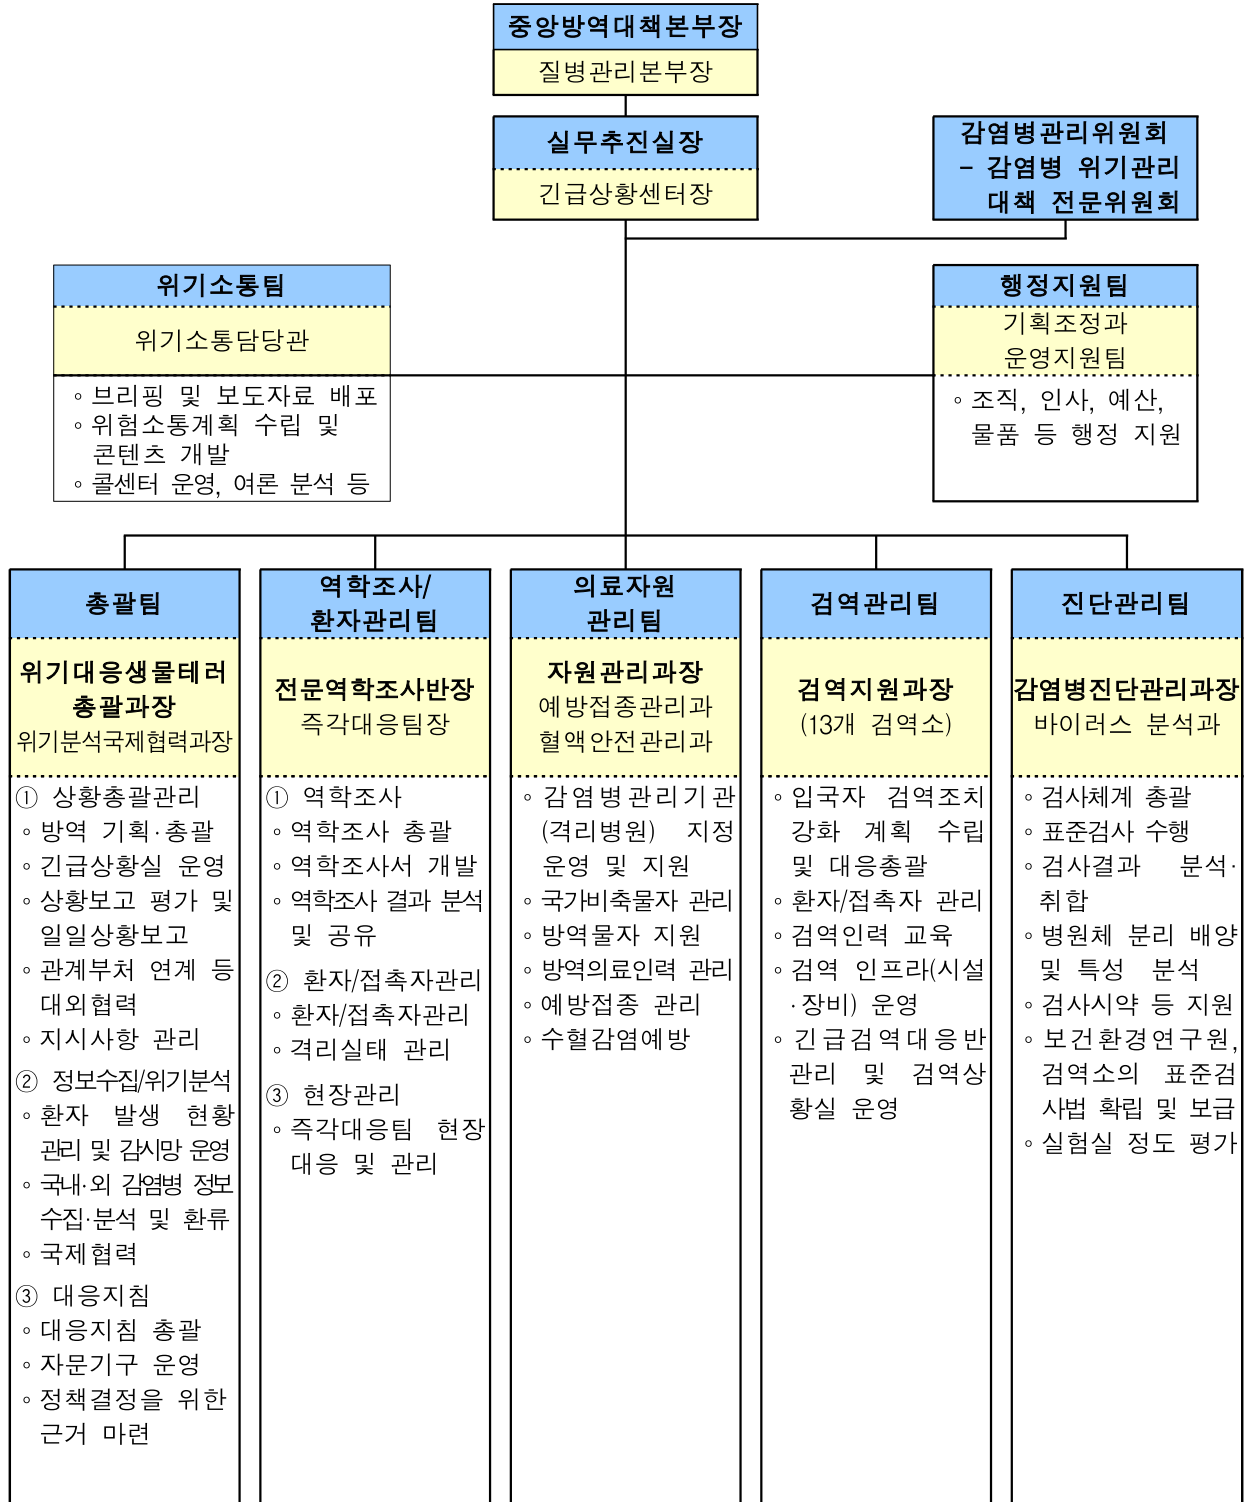 중앙방역대책본부장
질병관리본부장
실무추진실장
긴급상황센터장
감염병관리위원회
- 감염병 위기관리
대책 전문위원회
위기소통팀
위기소통담당관
◦ 브리핑 및 보도자료 배포
◦ 위험소통계획 수립 및
콘텐츠 개발
◦ 콜센터 운영, 여론 분석 등
행정지원팀
기획조정과
운영지원팀
◦ 조직, 인사, 예산,
물품 등 행정 지원
총괄팀
위기대응생물테러
총괄과장
위기분석국제협력과장
① 상황총괄관리
◦ 방역 기획·총괄
◦ 긴급상황실 운영
◦ 상황보고 평가 및
일일상황보고
◦ 관계부처 연계 등
대외협력
◦ 지시사항 관리
② 정보수집/위기분석
◦ 환자 발생 현황
관리 및 감시망 운영
◦ 국내·외 감염병 정보
수집·분석 및 환류
◦ 국제협력
③ 대응지침
◦ 대응지침 총괄
◦ 자문기구 운영
◦ 정책결정을 위한
근거 마련
역학조사/
환자관리팀
전문역학조사반장
즉각대응팀장
① 역학조사
◦ 역학조사 총괄
◦ 역학조사서 개발
◦ 역학조사 결과 분석
및 공유
② 환자/접촉자관리
◦ 환자/접촉자관리
◦ 격리실태 관리
③ 현장관리
◦ 즉각대응팀 현장
대응 및 관리
의료자원
관리팀
자원관리과장
예방접종관리과
혈액안전관리과
◦ 감염병관리기관
(격리병원) 지정
운영 및 지원
◦ 국가비축물자 관리
◦ 방역물자 지원
◦ 방역의료인력 관리
◦ 예방접종 관리
◦ 수혈감염예방
검역관리팀
검역지원과장
(13개 검역소)
◦ 입국자 검역조치
강화 계획 수립
및 대응총괄
◦ 환자/접촉자 관리
◦ 검역인력 교육
◦ 검역 인프라(시설
·장비) 운영
◦ 긴급검역대응반
관리 및 검역상
황실 운영
진단관리팀
감염병진단관리과장
바이러스 분석과
◦ 검사체계 총괄
◦ 표준검사 수행
◦ 검사결과 분석·
취합
◦ 병원체 분리 배양
및 특성 분석
◦ 검사시약 등 지원
◦ 보건환경연구원,
검역소의 표준검
사법 확립 및 보급
◦ 실험실 정도 평가